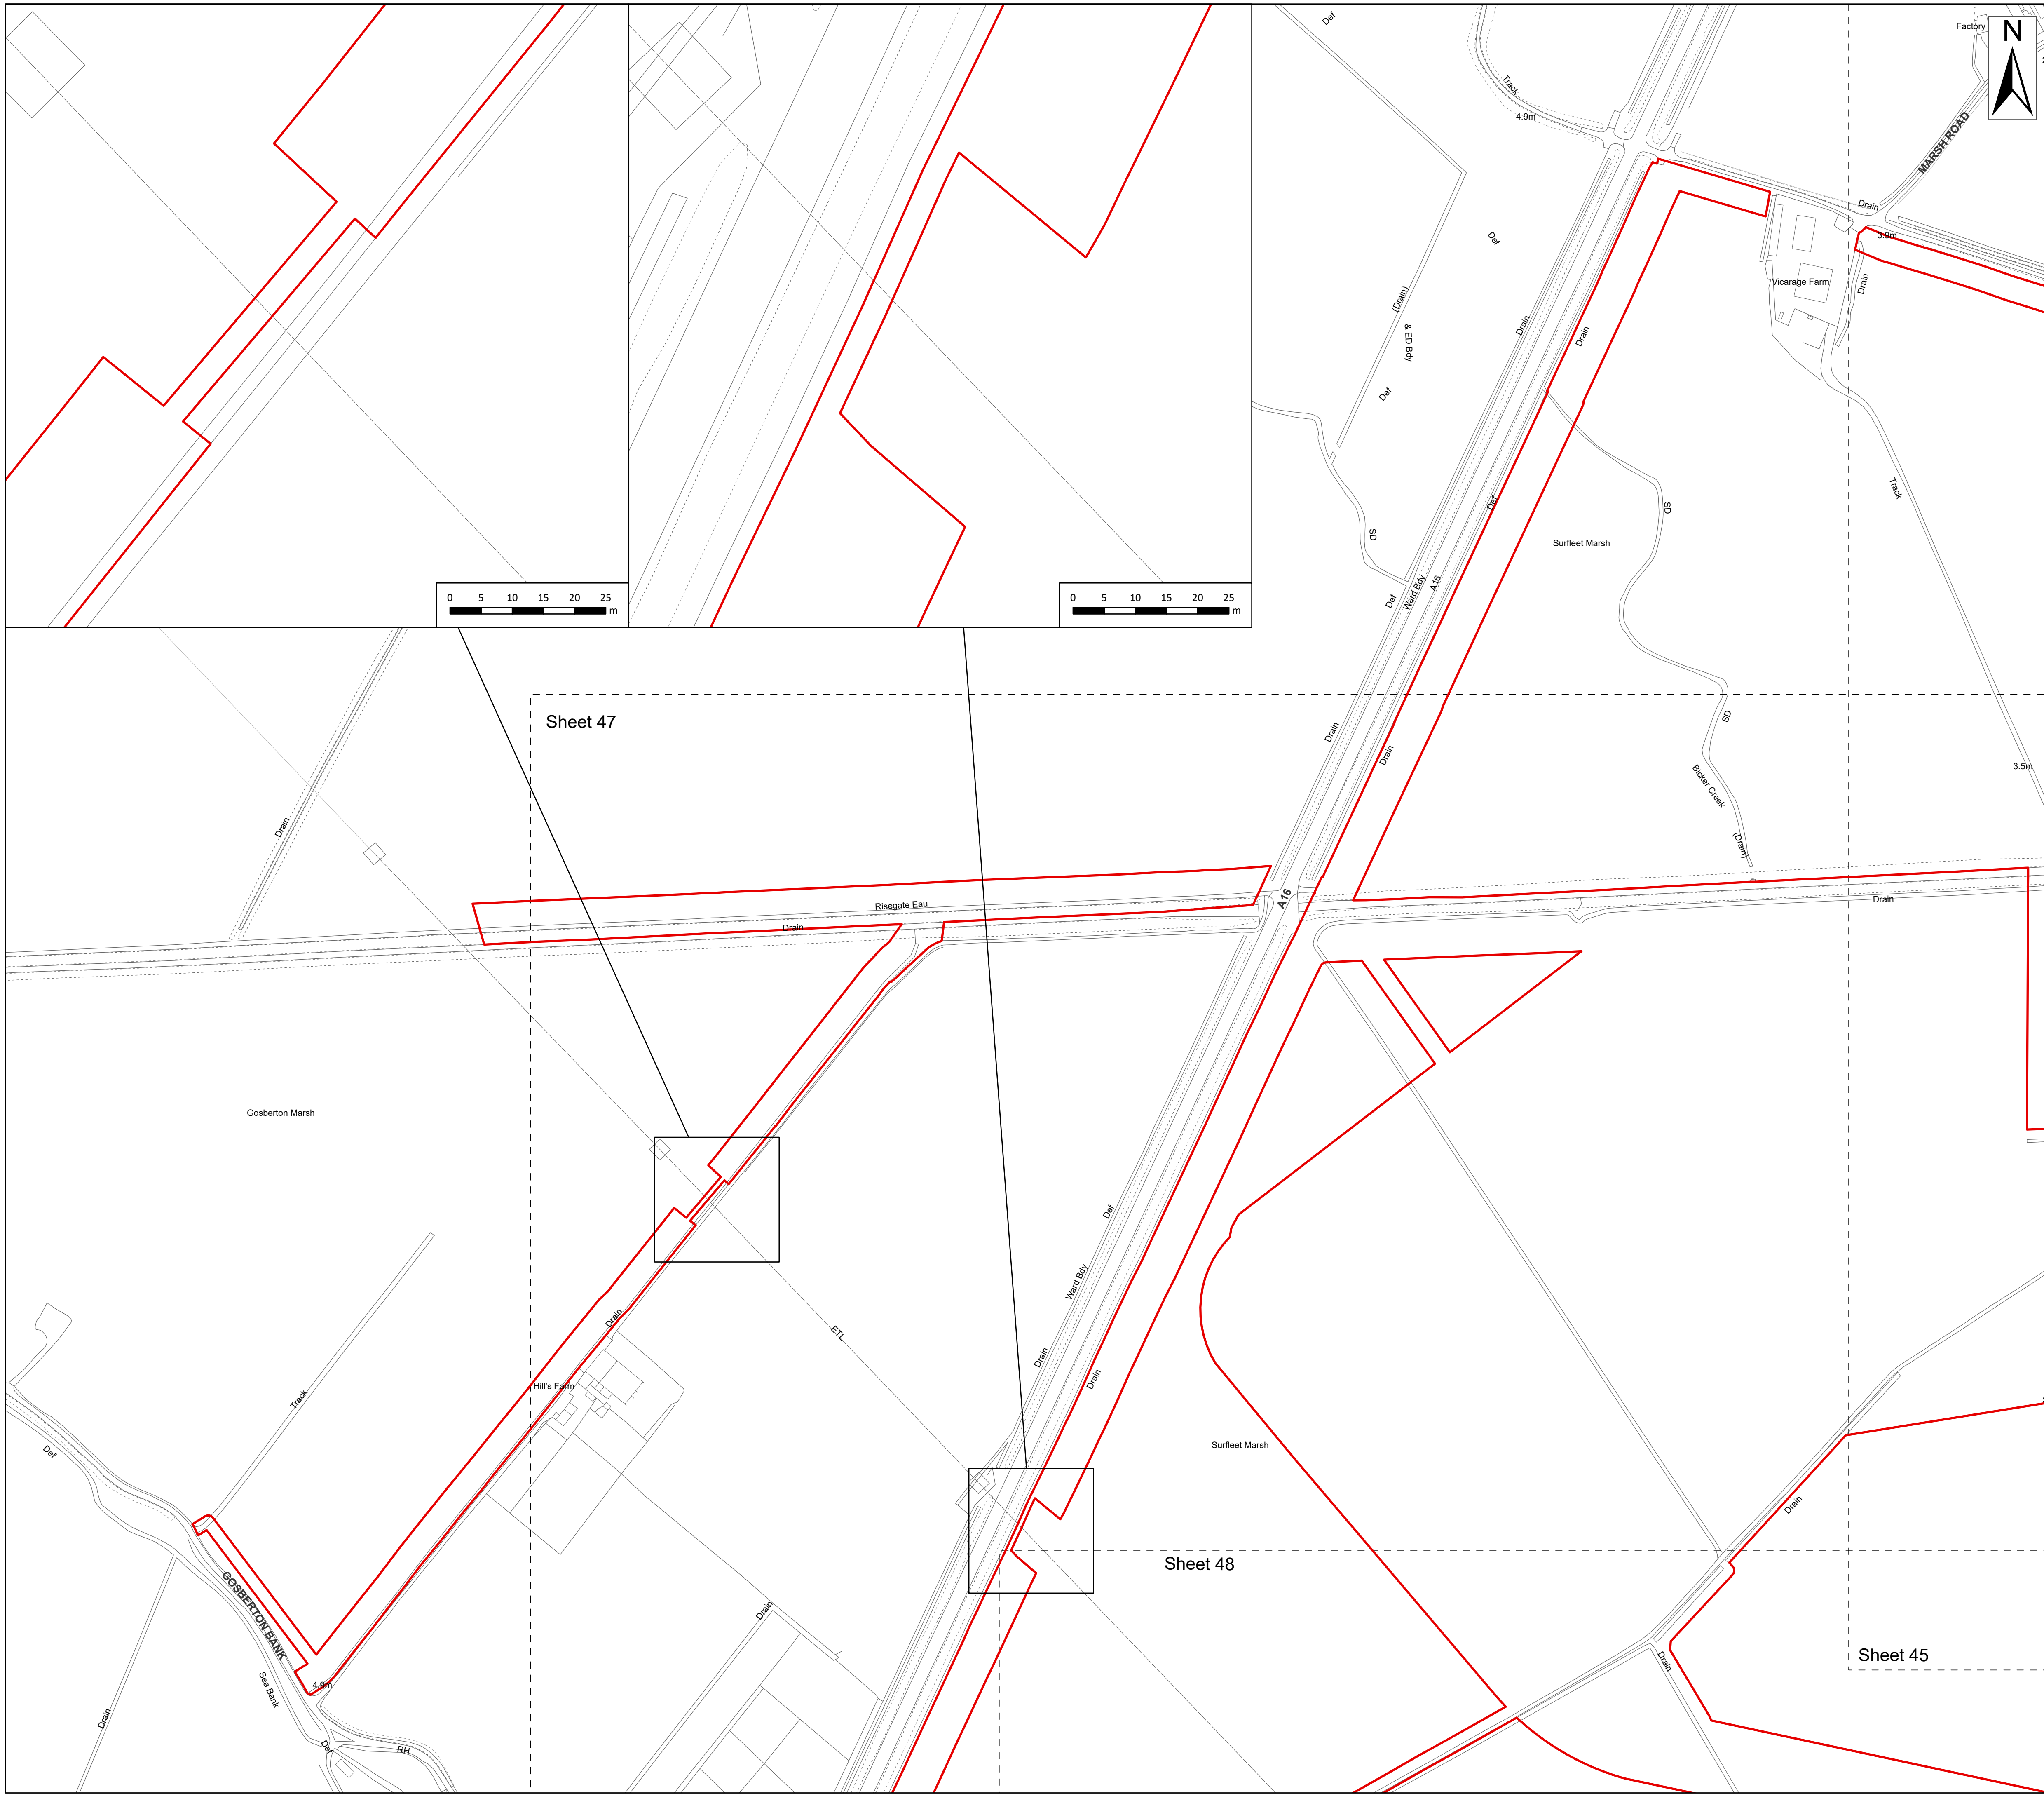 Def
Factory
N
Track
4.9m
MARSH ROAD
Drain
Def
3.9m
(Drain)
& ED Bdy
Drain
Drain
Vicarage Farm
Drain
Def
Track
SD
Def
SD
Surfleet Marsh
Def
Ward Bdy
A16
0 5 10 15 20 25
m
0 5 10 15 20 25
m
Sheet 47
Drain
SD
Drain
3.5m
Bicker Creek
(Drain)
Drain
Risegate Eau
A16
Drain
Drain
Gosberton Marsh
Def
Ward Bdy
Drain
ETL
Drain
Drain
Hill's Farm
Track
Def
Surfleet Marsh
Drain
Sheet 48
GOSBERTON BANK
Drain
Sea Bank
4.9m
Drain
Sheet 45
Drain
Def
RH